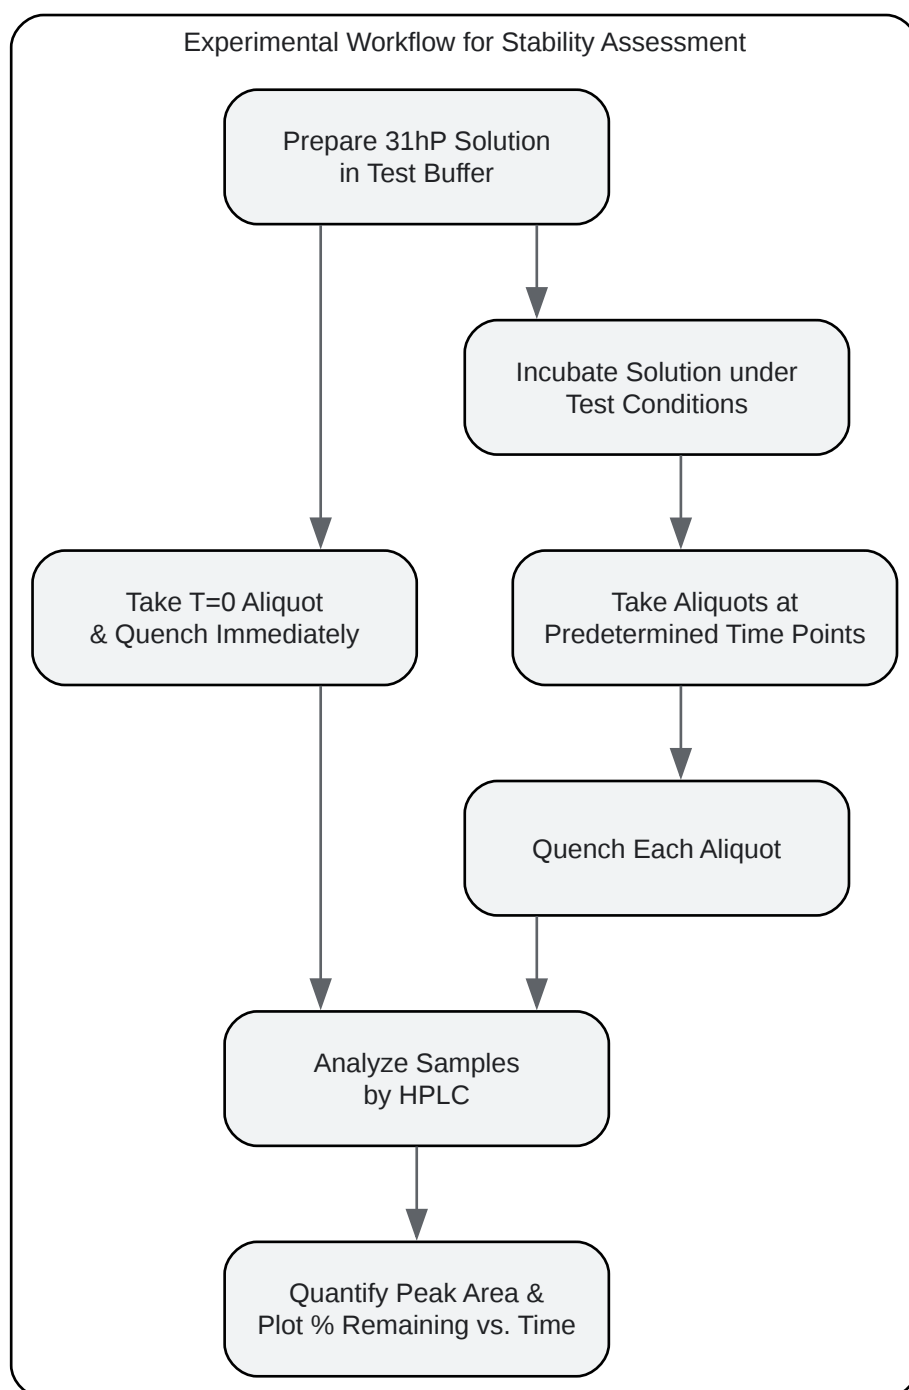 Experimental Workflow for Stability Assessment
Prepare 31hP Solution
in Test Buffer
Incubate Solution under
Test Conditions
Take T=0 Aliquot
& Quench Immediately
Take Aliquots at
Predetermined Time Points
Quench Each Aliquot
Analyze Samples
by HPLC
Quantify Peak Area &
Plot % Remaining vs. Time